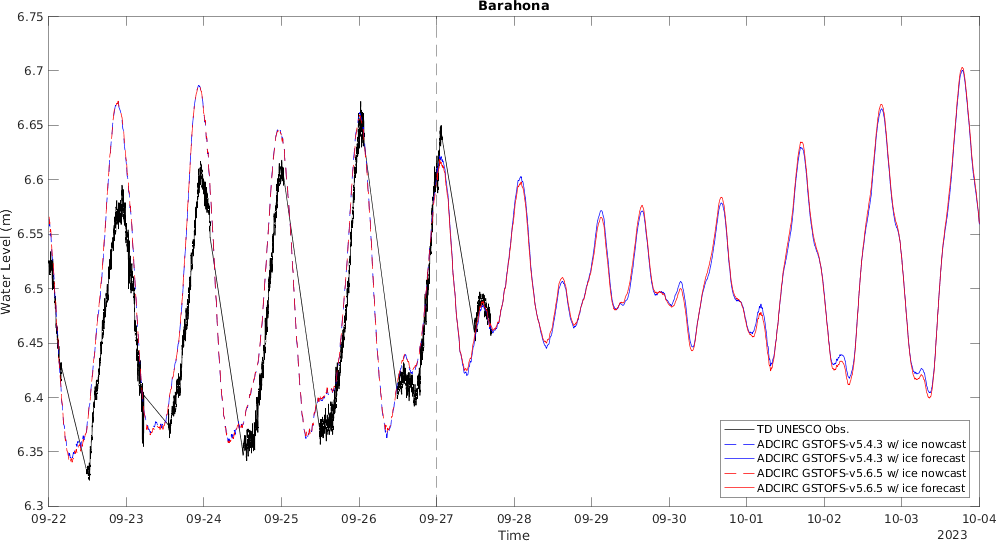 Barahona
6.75
6.7
6.65
6.6
6.55
6.5
6.45
6.4
6.35
6.3
Water Level (m)
09-22 09-23 09-24 09-25 09-26 09-27 09-28 09-29 09-30 10-01 10-02 10-03 10-04
Time
2023
TD UNESCO Obs.
ADCIRC GSTOFS-v5.4.3 w/ ice nowcast
ADCIRC GSTOFS-v5.4.3 w/ ice forecast
ADCIRC GSTOFS-v5.6.5 w/ ice nowcast
ADCIRC GSTOFS-v5.6.5 w/ ice forecast